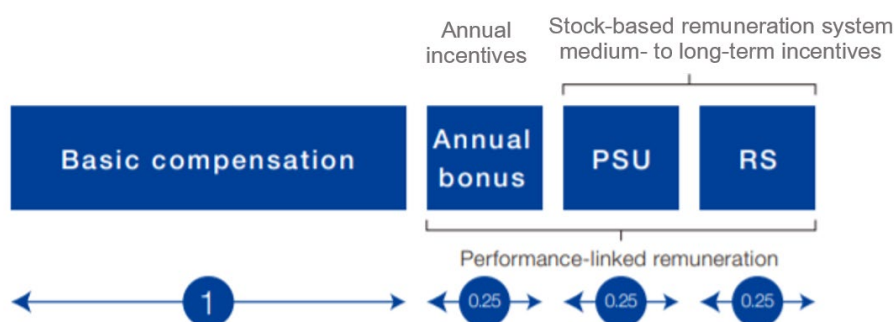 Annual
incentives
Stock-based remuneration system
medium- to long-term incentives
Basic compensation
Annual
bonus
PSU
RS
Performance-linked remuneration
1
0.25
0.25
0.25